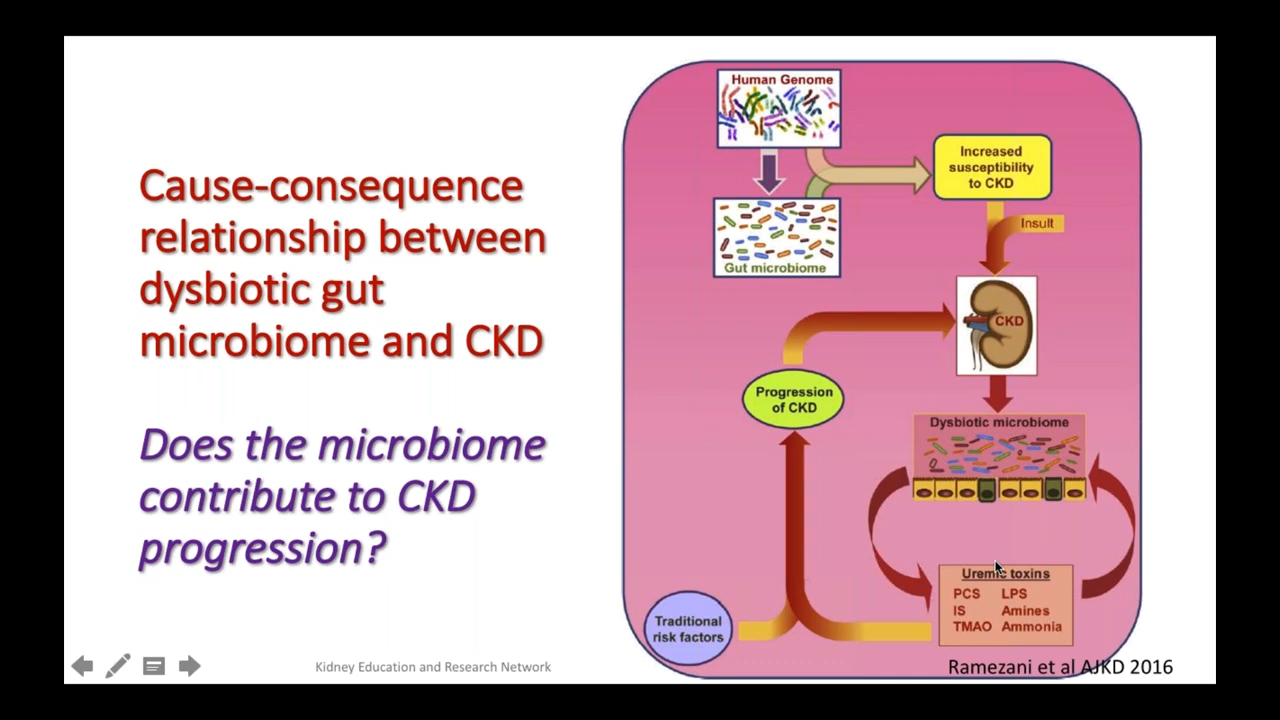 Cause-consequence
relationship between
dysbiotic gut
microbiome and CKD
Does the microbiome
contribute to CKD
progression?
Human Genome
Gut microbiome
Increased
susceptibility
to CKD
Insult
CKD
Progression
of CKD
Dysbiotic microbiome
Uremic toxins
PCS LPS
IS Amines
TMAO Ammonia
Traditional
risk factors
Kidney Education and Research Network
Ramezani et al AJKD 2016